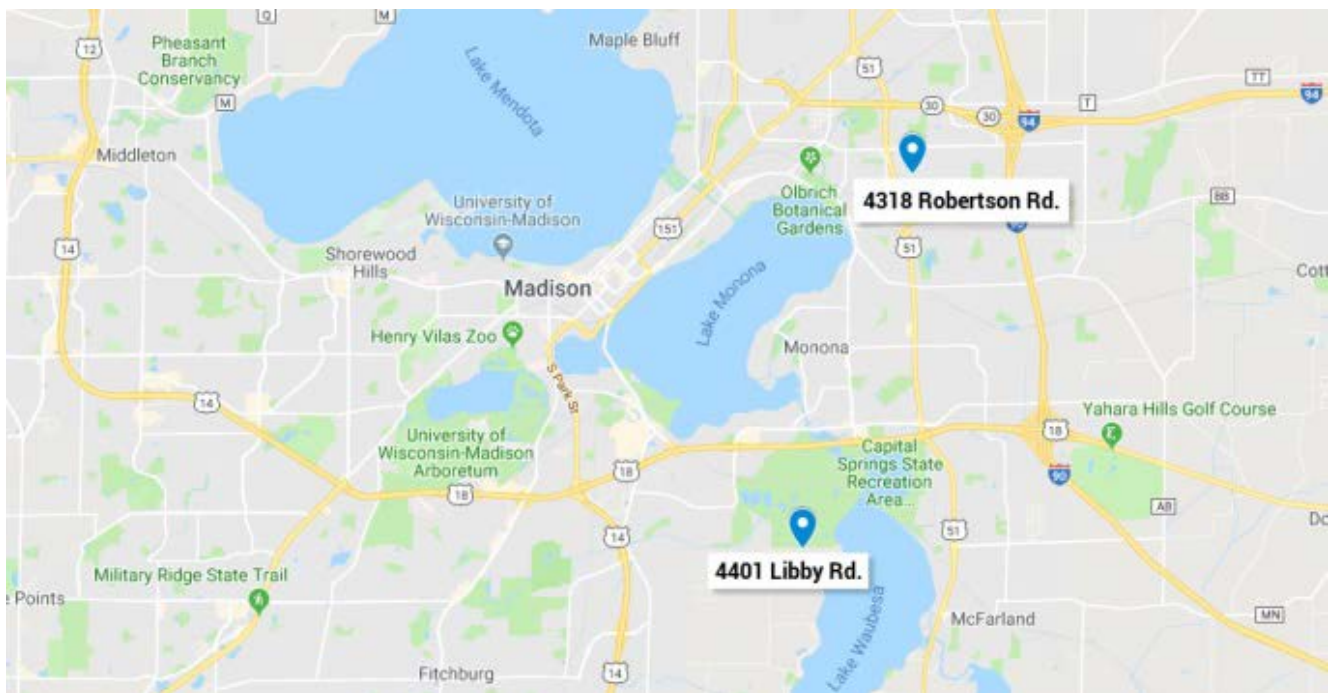 Q
M
12
Pheasant
Branch
Conservancy
M
Maple Bluff
Lake Mendota
51
TT
94
30
30
94
T
Middleton
4318 Robertson Rd.
Olbrich
Botanical
Gardens
BB
University of
Wisconsin-Madison
151
14
51
Shorewood
Hills
Madison
Lake Monona
Henry Vilas Zoo
Monona
S Park St
14
Yahara Hills Golf Course
18
University of
Wisconsin-Madison
Arboretum
18
18
Capital
Springs State
Recreation
Area...
90
AB
14
51
4401 Libby Rd.
Military Ridge State Trail
e Points
McFarland
MN
Lake Waubesa
Fitchburg
14